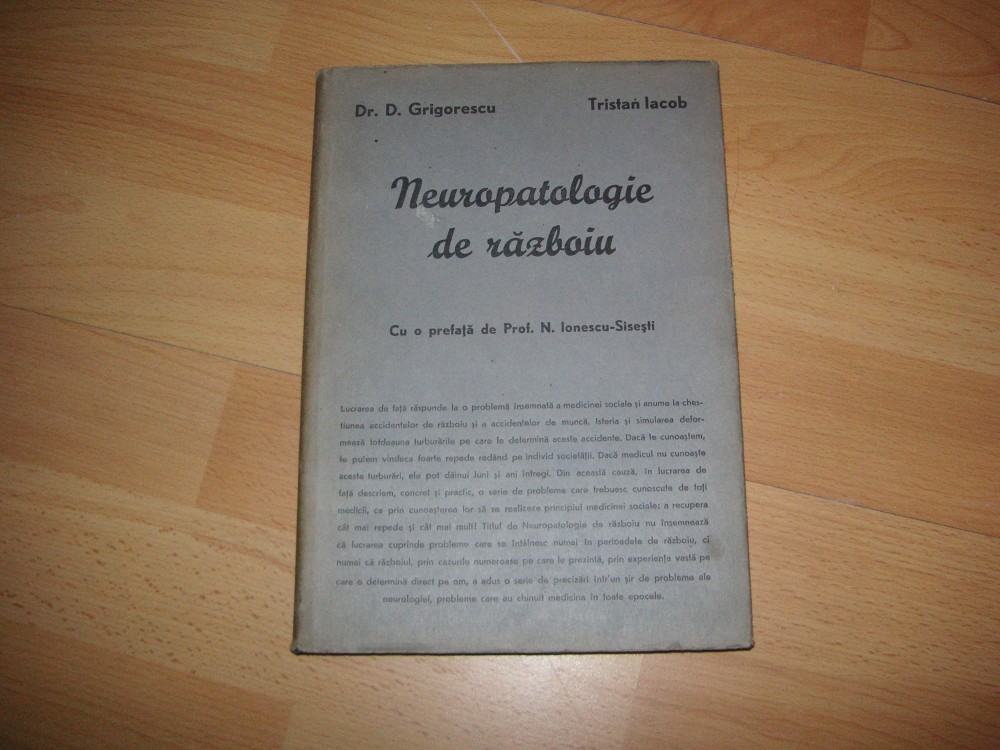 Dr. D. Grigorescu
Tristan Iacob
Neuropatologie
de războiu
Cu o prefață de Prof. N. Ionescu-Sisești
Lucrarea de față răspunde la o problemă însemnată a medicinei sociale și anume la ches-
tiunea accidentelor de războiu și a accidentelor de muncă. Isteria și simularea defor-
mează totdeauna turburările pe care le determină aceste accidente. Dacă le cunoaștem,
le putem vindeca foarte repede redând pe individ societății. Dacă medicul nu cunoaște
aceste turburări, ele pot dăinui luni și ani întregi. Din această cauză, în lucrarea de
față descriem, concret și practic, o serie de probleme care trebuesc cunoscute de toți
medicii, ca prin cunoașterea lor să se realizeze principiul medicinei sociale: a recupera
cât mai repede și cât mai mult! Titlul de Neuropatologie de războiu nu însemnează
că lucrarea cuprinde probleme care se întâlnesc numai în perioadele de războiu, ci
numai că războiul, prin cazurile numeroase pe care le prezintă, prin experiența vastă pe
care o determină direct pe om, a adus o serie de precizări într'un șir de probleme ale
neurologiei, probleme care au chinuit medicina în toate epocele.